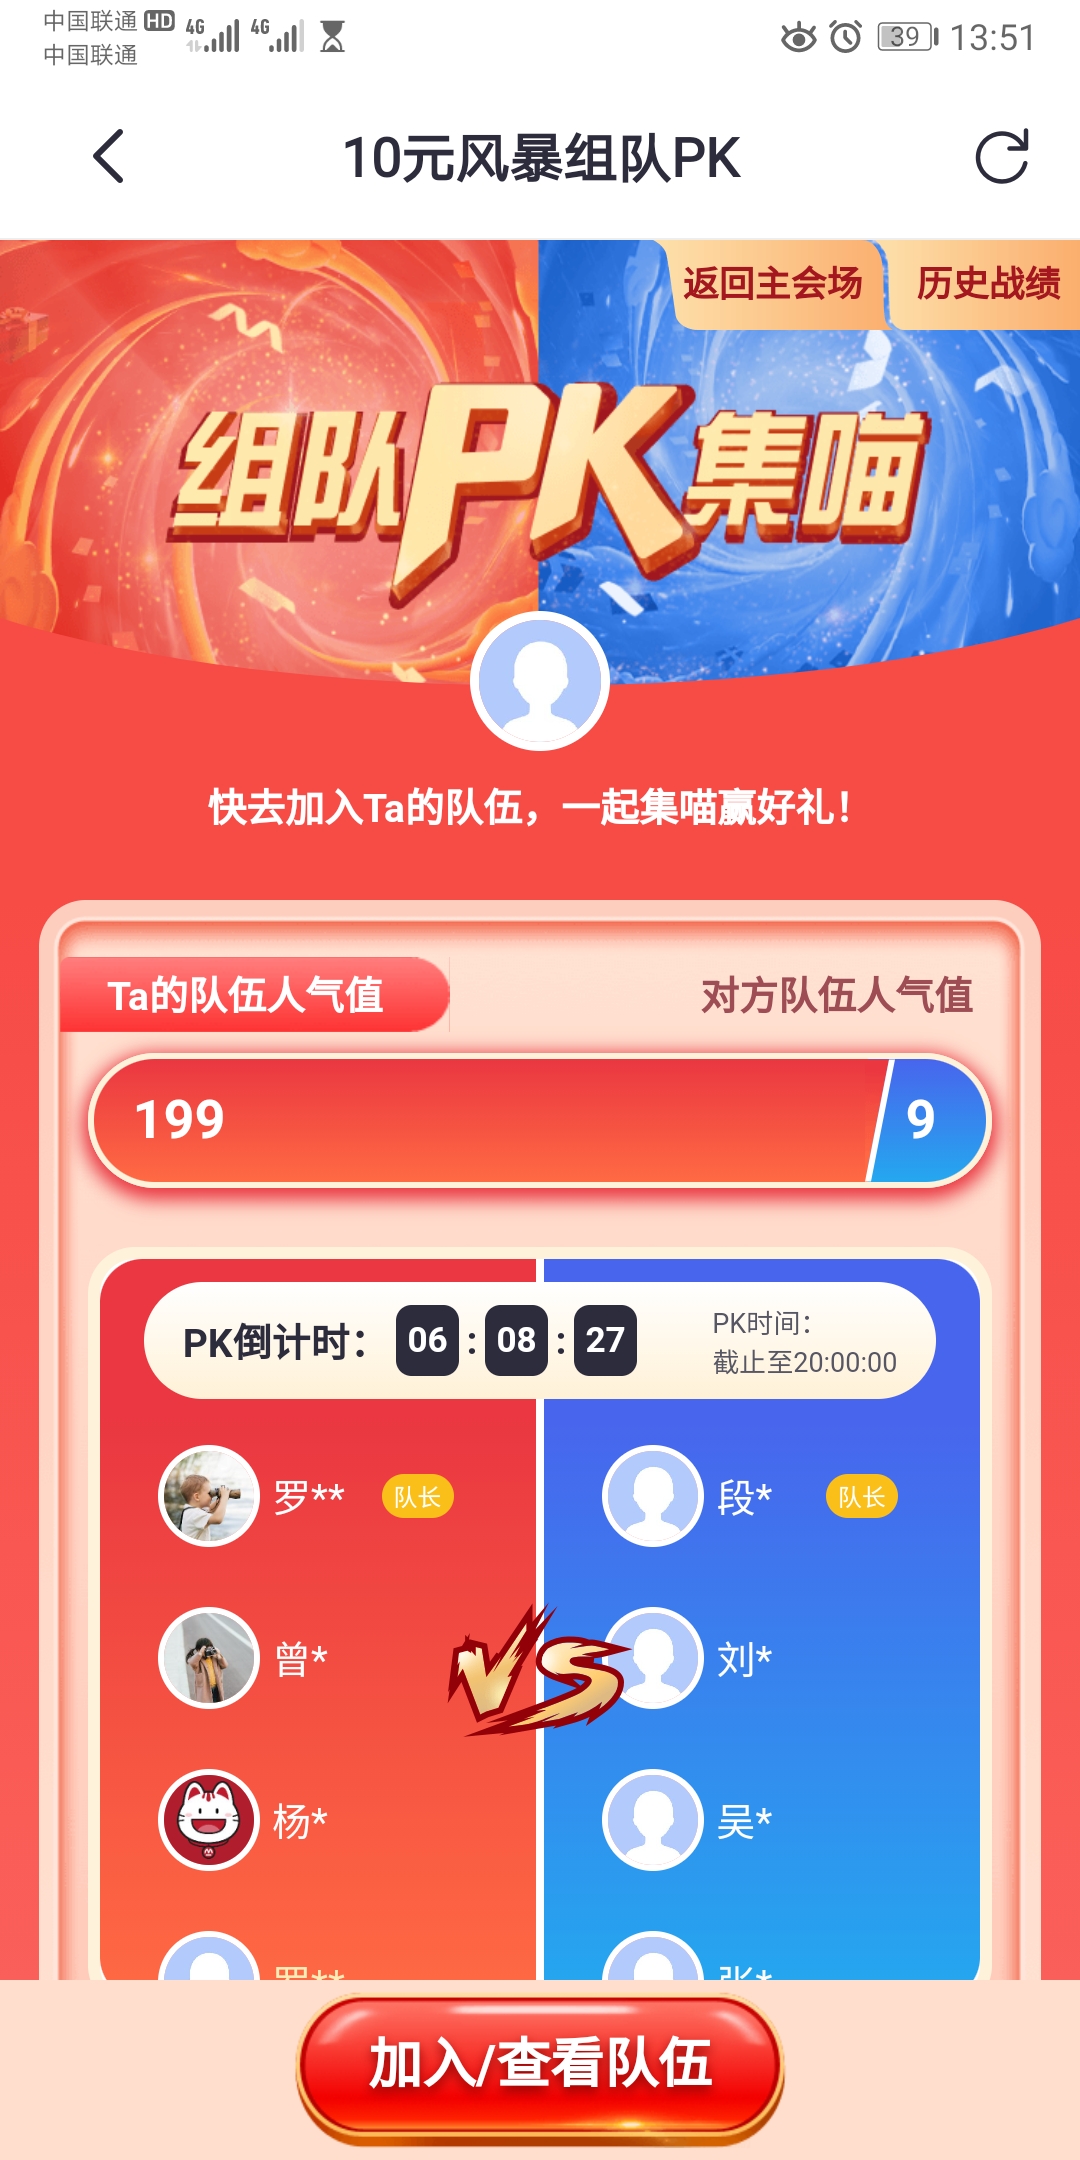 中国联通 HD 4G 4G 39 13:51
中国联通
10元风暴组队PK
返回主会场 历史战绩
组队PK集喵
快去加入Ta的队伍，一起集喵赢好礼！
Ta的队伍人气值 对方队伍人气值
199 9
PK倒计时： 06 : 08 : 27
PK时间：
截止至20:00:00
罗** 队长 段* 队长
曾* 刘*
VS
杨* 吴*
罗** 张*
加入/查看队伍